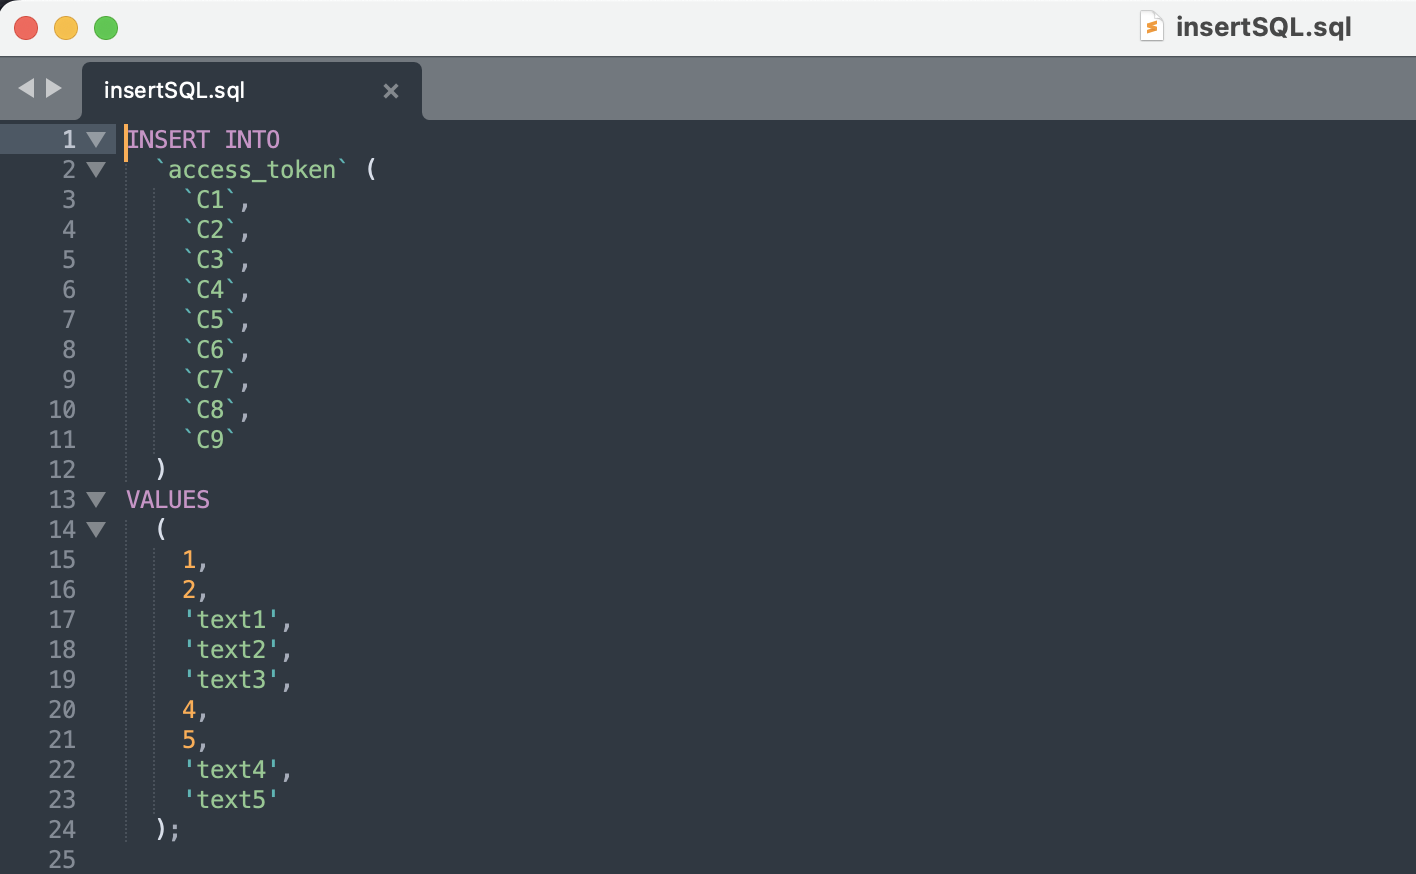 insertSQL.sql
insertSQL.sql
1 INSERT INTO
2 `access_token` (
3 `C1`,
4 `C2`,
5 `C3`,
6 `C4`,
7 `C5`,
8 `C6`,
9 `C7`,
10 `C8`,
11 `C9`
12 )
13 VALUES
14 (
15 1,
16 2,
17 'text1',
18 'text2',
19 'text3',
20 4,
21 5,
22 'text4',
23 'text5'
24 );
25